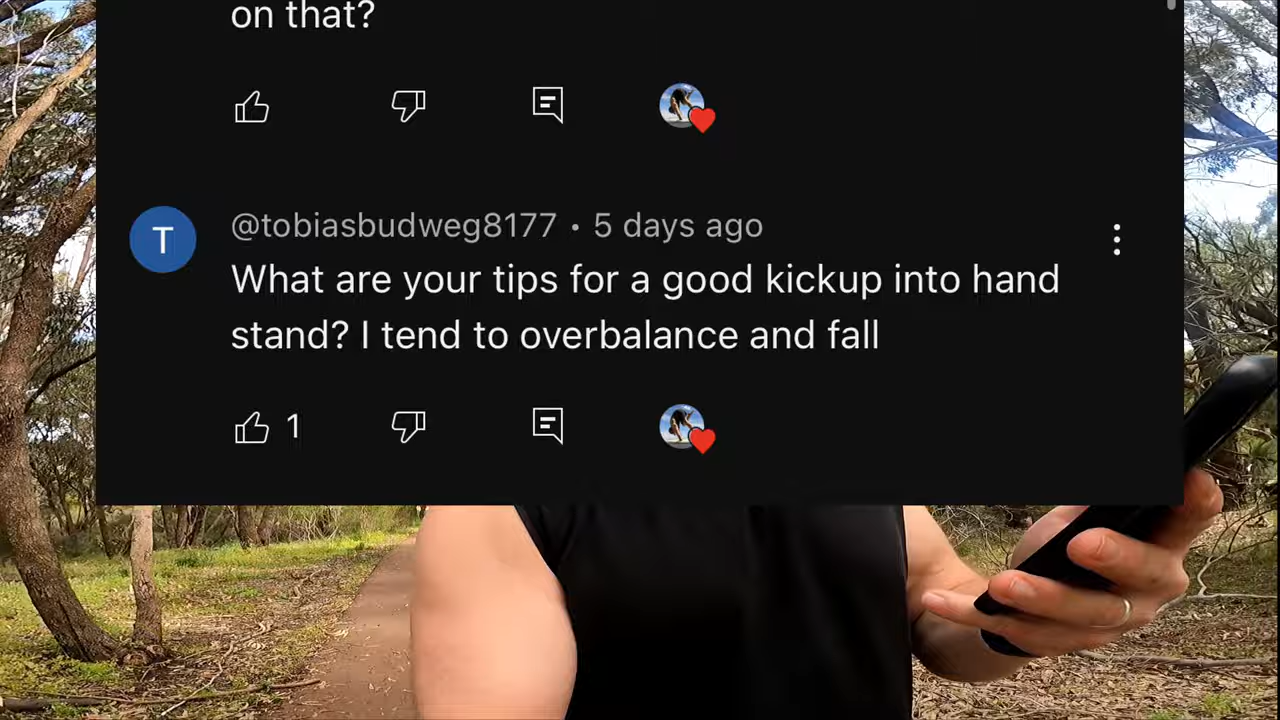 on that?
T
@tobiasbudweg8177 • 5 days ago
What are your tips for a good kickup into hand
stand? I tend to overbalance and fall
1